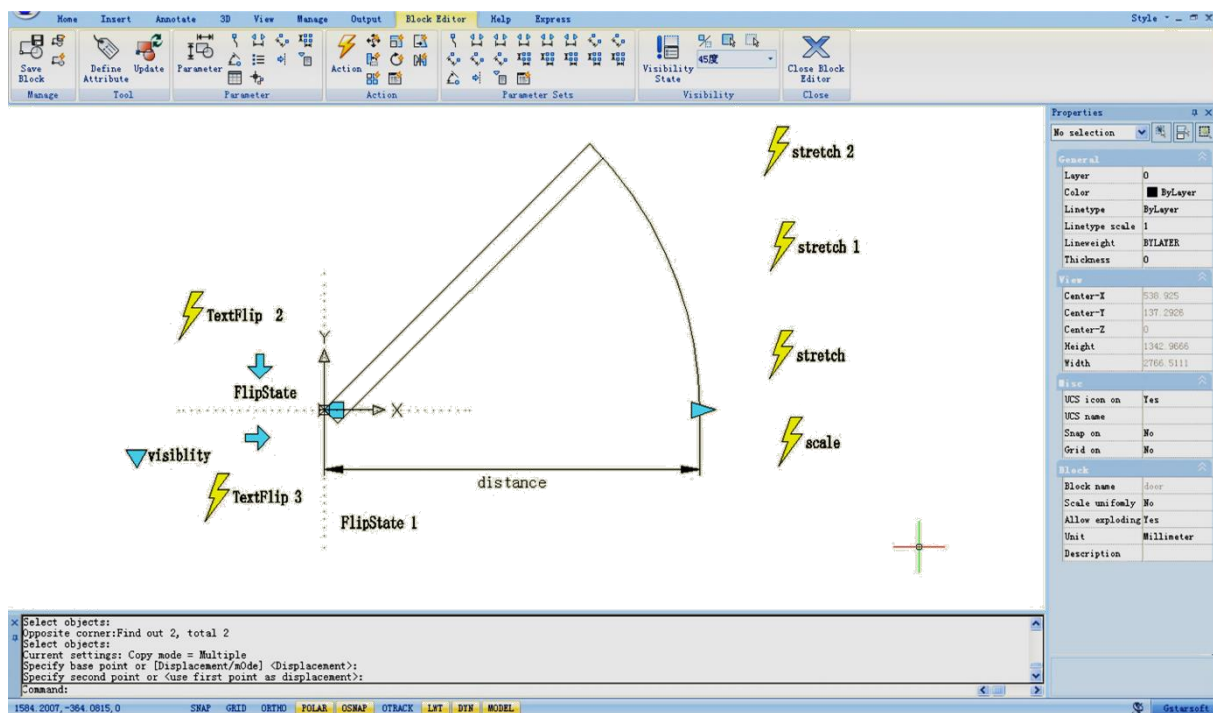 Home Insert Annotate 3D View Manage Output Block Editor Help Express Style
Save Block
Define Attribute
Update
Parameter
Action
Visibility State
45度
Close Block Editor
Manage Tool Parameter Action Parameter Sets Visibility Close
Properties
No selection
General
Layer 0
Color ByLayer
Linetype ByLayer
Linetype scale 1
Lineweight BYLAYER
Thickness 0
View
Center-X 538.925
Center-Y 137.2926
Center-Z 0
Height 1342.9666
Width 2766.5111
Misc
UCS icon on Yes
UCS name
Snap on No
Grid on No
Block
Block name door
Scale unifomly No
Allow exploding Yes
Unit Millimeter
Description
stretch 2
stretch 1
TextFlip 2
Y
stretch
FlipState
X
scale
visiblity
distance
TextFlip 3
FlipState 1
Select objects:
Opposite corner:Find out 2, total 2
Select objects:
Current settings: Copy mode = Multiple
Specify base point or [Displacement/mOde] <Displacement>:
Specify second point or <use first point as displacement>:
Command:
1584.2007,-364.0815,0 SNAP GRID ORTHO POLAR OSNAP OTRACK LWT DYN MODEL Gstarsoft